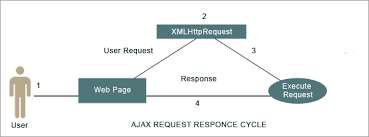 2
XMLHttpRequest
User Request
3
1
Web Page
Response
Execute
Request
4
User
AJAX REQUEST RESPONCE CYCLE